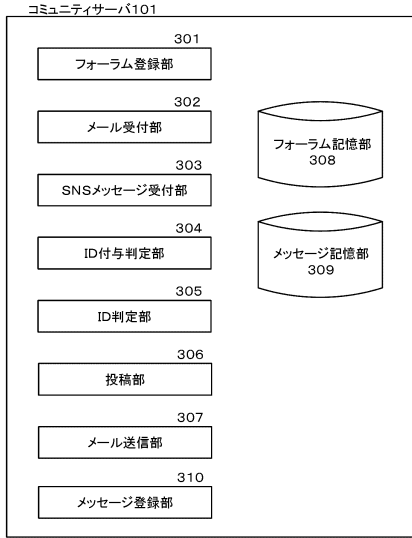 コミュニティサーバ101
301
フォーラム登録部
302
メール受付部
303
SNSメッセージ受付部
304
ID付与判定部
305
ID判定部
306
投稿部
307
メール送信部
310
メッセージ登録部
フォーラム記憶部
308
メッセージ記憶部
309